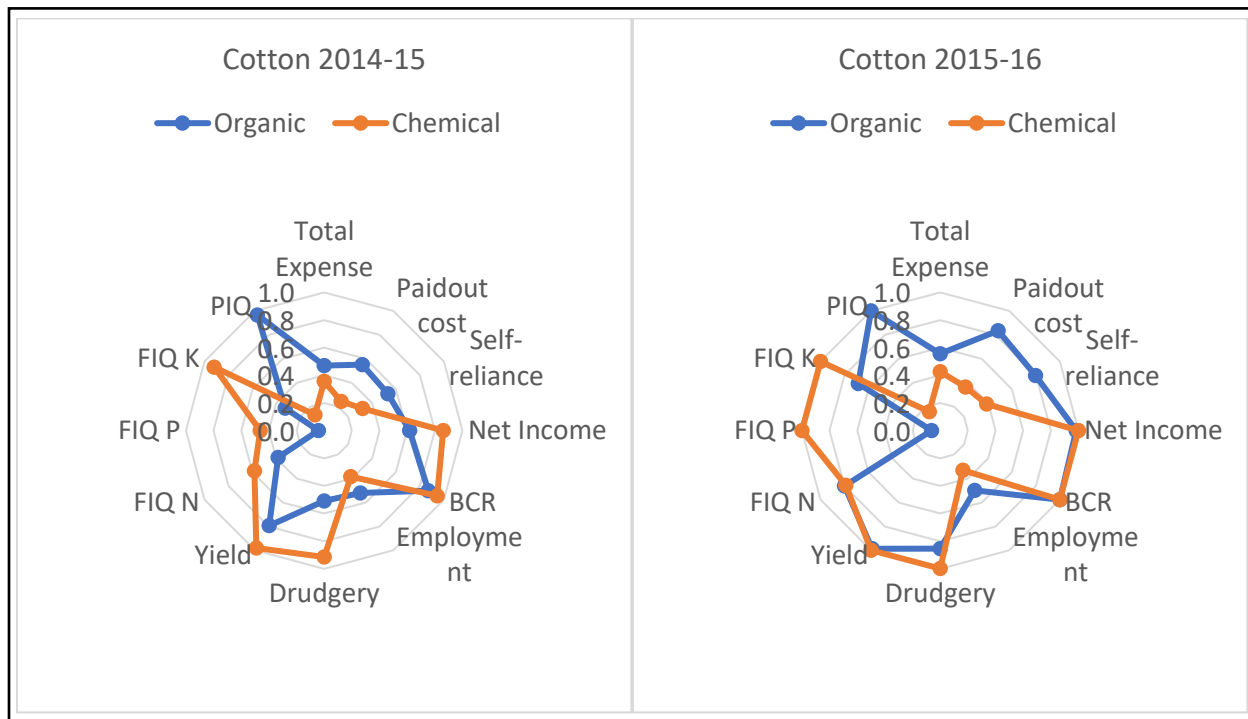 Cotton 2014-15
Organic
Chemical
Total
Expense
Paidout
cost
Self-
reliance
Net Income
BCR
Employme
nt
Drudgery
Yield
FIQ N
FIQ P
FIQ K
PIQ
1.0
0.8
0.6
0.4
0.2
0.0
Cotton 2015-16
Organic
Chemical
Total
Expense
Paidout
cost
Self-
reliance
Net Income
BCR
Employme
nt
Drudgery
Yield
FIQ N
FIQ P
FIQ K
PIQ
1.0
0.8
0.6
0.4
0.2
0.0